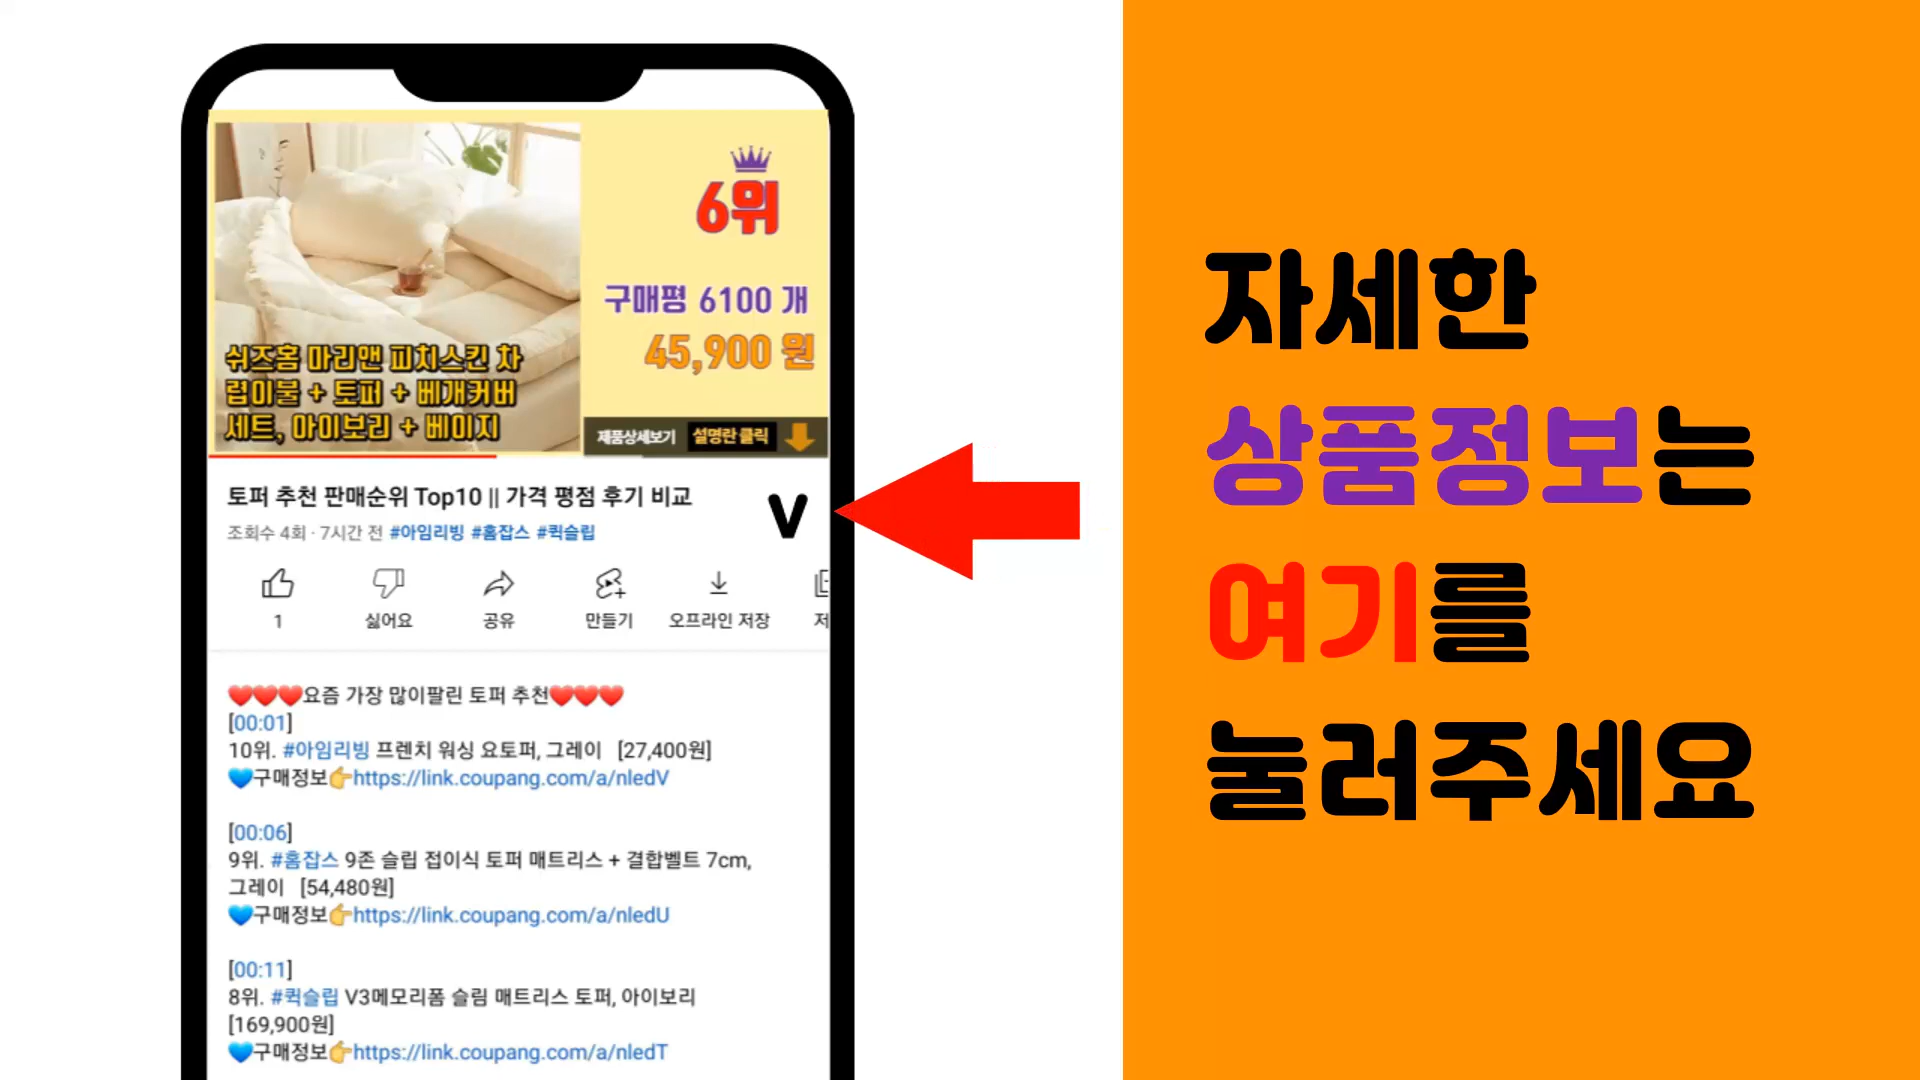 6위
구매평 6100 개
45,900 원
쉬즈홈 마리앤 피치스킨 차
렵이불 + 토퍼 + 베개커버
세트, 아이보리 + 베이지
제품상세보기 설명란 클릭
토퍼 추천 판매순위 Top10 || 가격 평점 후기 비교
V
조회수 4회 · 7시간 전 #아임리빙 #홈잡스 #퀵슬립
1 싫어요 공유 만들기 오프라인 저장 저
❤️❤️❤️요즘 가장 많이팔린 토퍼 추천❤️❤️❤️
[00:01]
10위. #아임리빙 프렌치 워싱 요토퍼, 그레이 [27,400원]
💙구매정보👉https://link.coupang.com/a/nledV
[00:06]
9위. #홈잡스 9존 슬립 접이식 토퍼 매트리스 + 결합벨트 7cm,
그레이 [54,480원]
💙구매정보👉https://link.coupang.com/a/nledU
[00:11]
8위. #퀵슬립 V3메모리폼 슬림 매트리스 토퍼, 아이보리
[169,900원]
💙구매정보👉https://link.coupang.com/a/nledT
자세한
상품정보는
여기를
눌러주세요